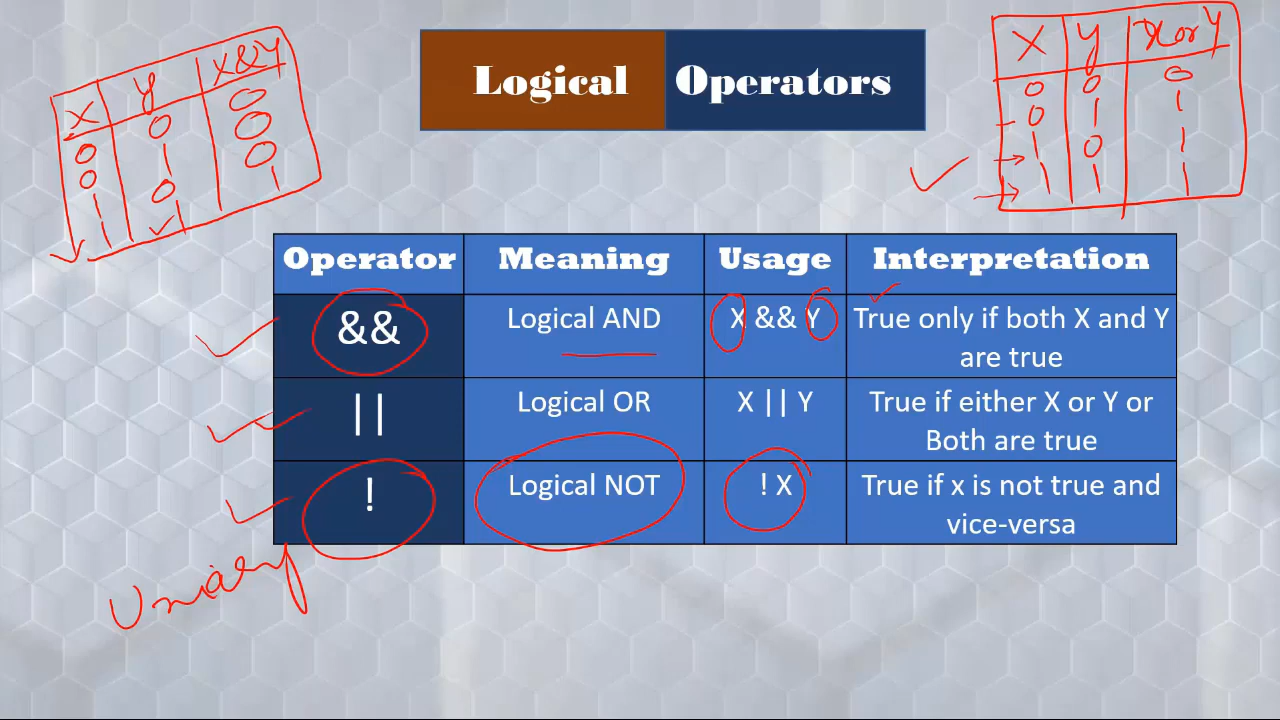 Logical Operators
X Y X&Y
0 0 0
0 1 0
1 0 0
1 1 1
X Y X or Y
0 0 0
0 1 1
1 0 1
1 1 1
Operator Meaning Usage Interpretation
&& Logical AND X && Y True only if both X and Y
are true
|| Logical OR X || Y True if either X or Y or
Both are true
! Logical NOT ! X True if x is not true and
vice-versa
Uniary